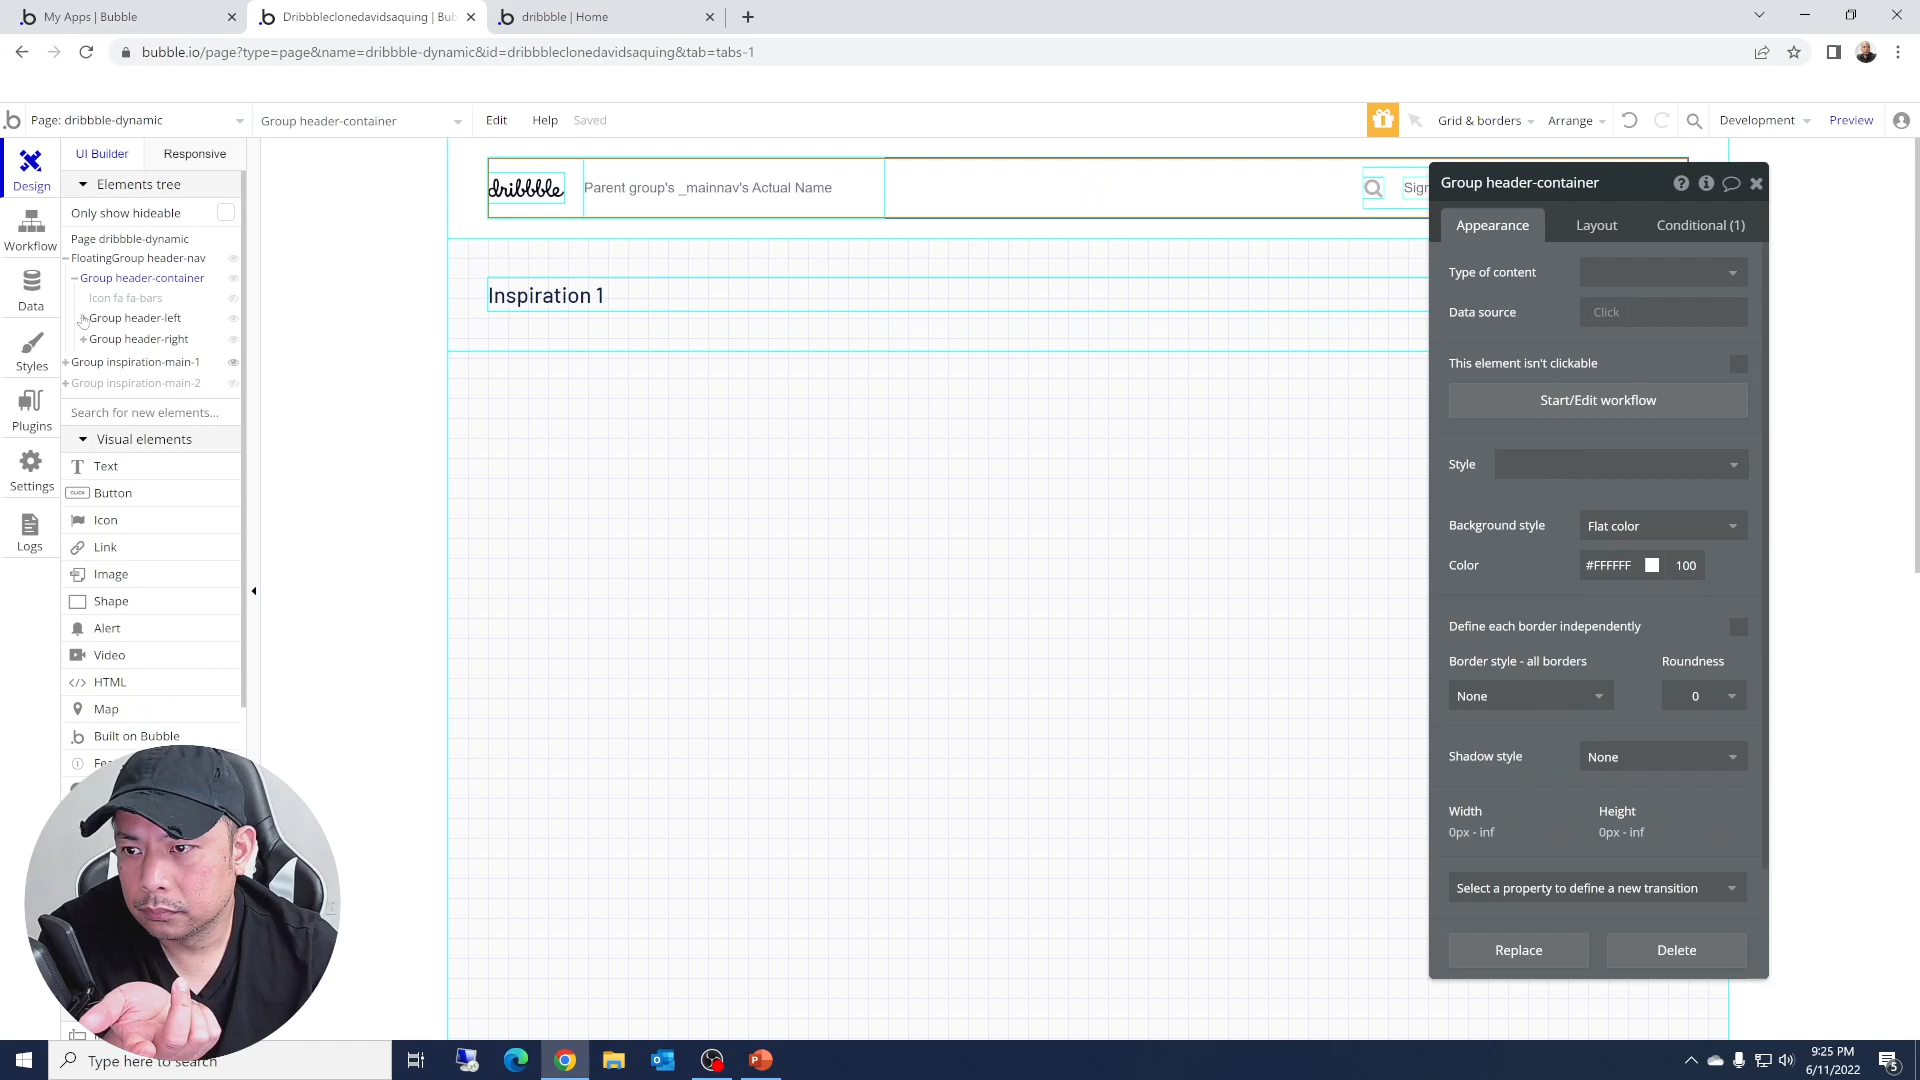 My Apps | Bubble
Dribbbleclonedavidsaquing | Bub
dribbble | Home
bubble.io/page?type=page&name=dribbble-dynamic&id=dribbbleclonedavidsaquing&tab=tabs-1
Page: dribbble-dynamic
Group header-container
Edit
Help
Saved
Grid & borders
Arrange
Development
Preview
Design
Workflow
Data
Styles
Plugins
Settings
Logs
UI Builder
Responsive
Elements tree
Only show hideable
Page dribbble-dynamic
FloatingGroup header-nav
Group header-container
Icon fa fa-bars
Group header-left
Group header-right
Group inspiration-main-1
Group inspiration-main-2
Search for new elements...
Visual elements
Text
Button
Icon
Link
Image
Shape
Alert
Video
HTML
Map
Built on Bubble
dribbble
Parent group's _mainnav's Actual Name
Inspiration 1
Group header-container
Appearance
Layout
Conditional (1)
Type of content
Data source
Click
This element isn't clickable
Start/Edit workflow
Style
Background style
Flat color
Color
#FFFFFF
100
Define each border independently
Border style - all borders
Roundness
None
0
Shadow style
None
Width
Height
0px - inf
0px - inf
Select a property to define a new transition
Replace
Delete
Type here to search
9:25 PM
6/11/2022
5